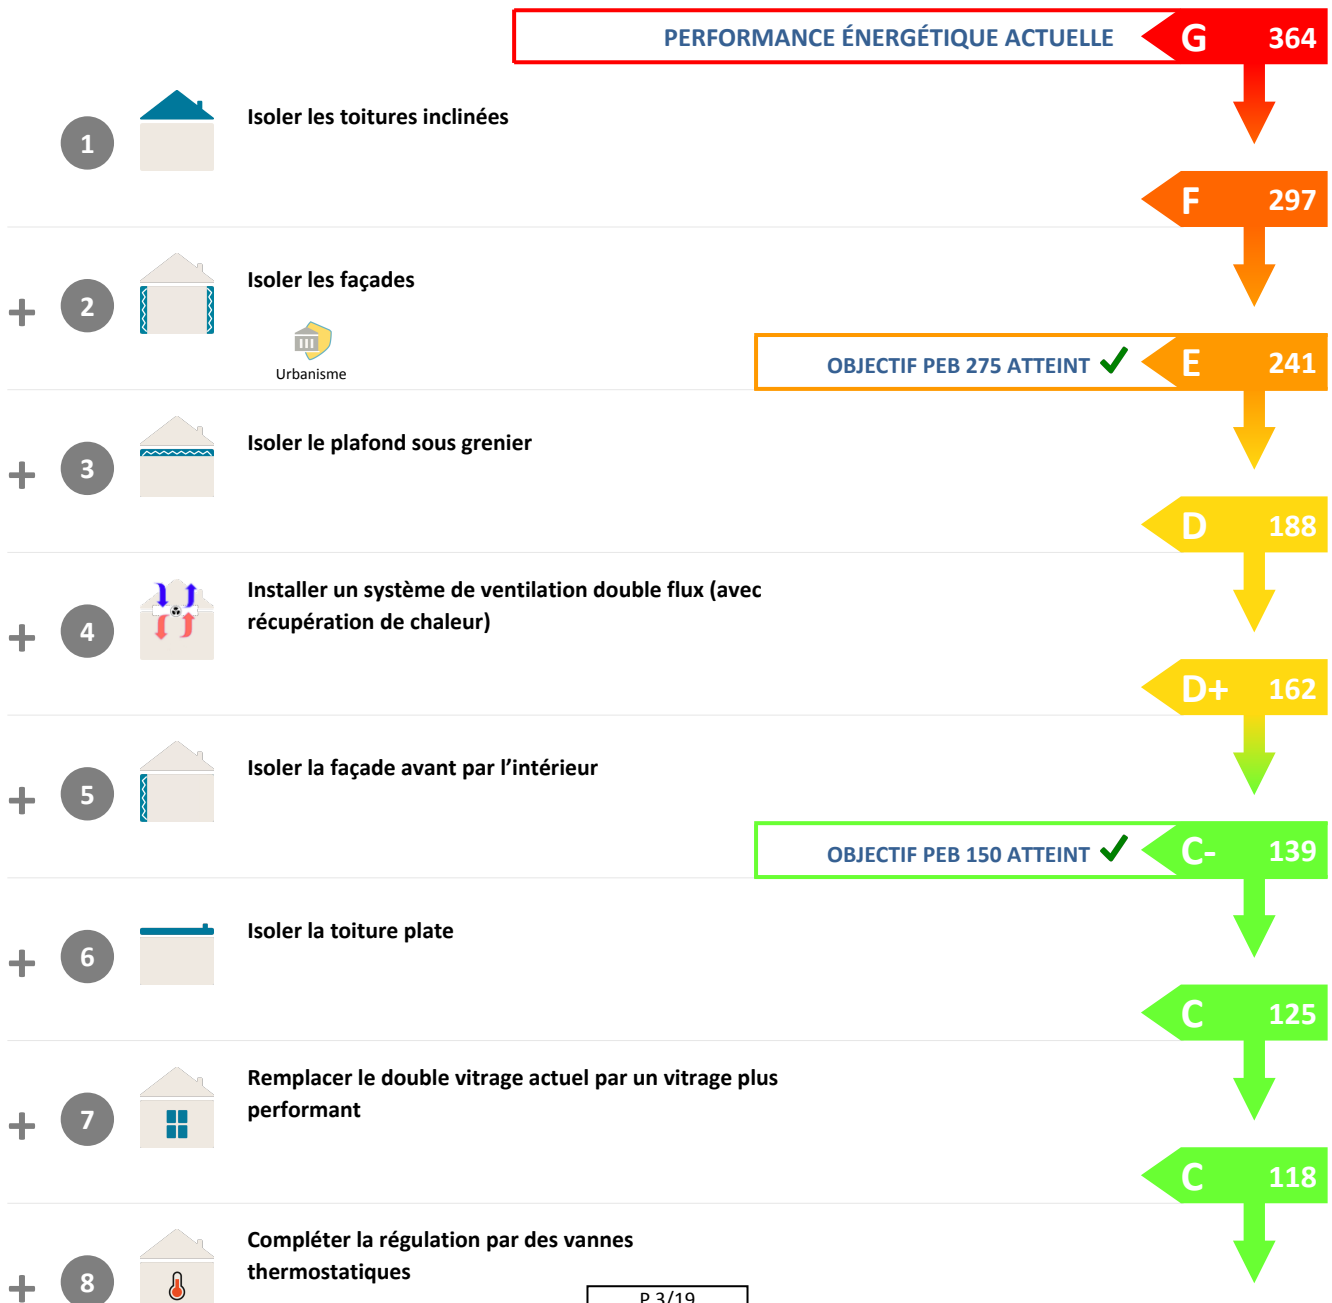 PERFORMANCE ÉNERGÉTIQUE ACTUELLE G 364
1 Isoler les toitures inclinées
F 297
+ 2 Isoler les façades
Urbanisme
OBJECTIF PEB 275 ATTEINT ✔ E 241
+ 3 Isoler le plafond sous grenier
D 188
+ 4 Installer un système de ventilation double flux (avec
récupération de chaleur)
D+ 162
+ 5 Isoler la façade avant par l’intérieur
OBJECTIF PEB 150 ATTEINT ✔ C- 139
+ 6 Isoler la toiture plate
C 125
+ 7 Remplacer le double vitrage actuel par un vitrage plus
performant
C 118
+ 8 Compléter la régulation par des vannes
thermostatiques
P 3/19